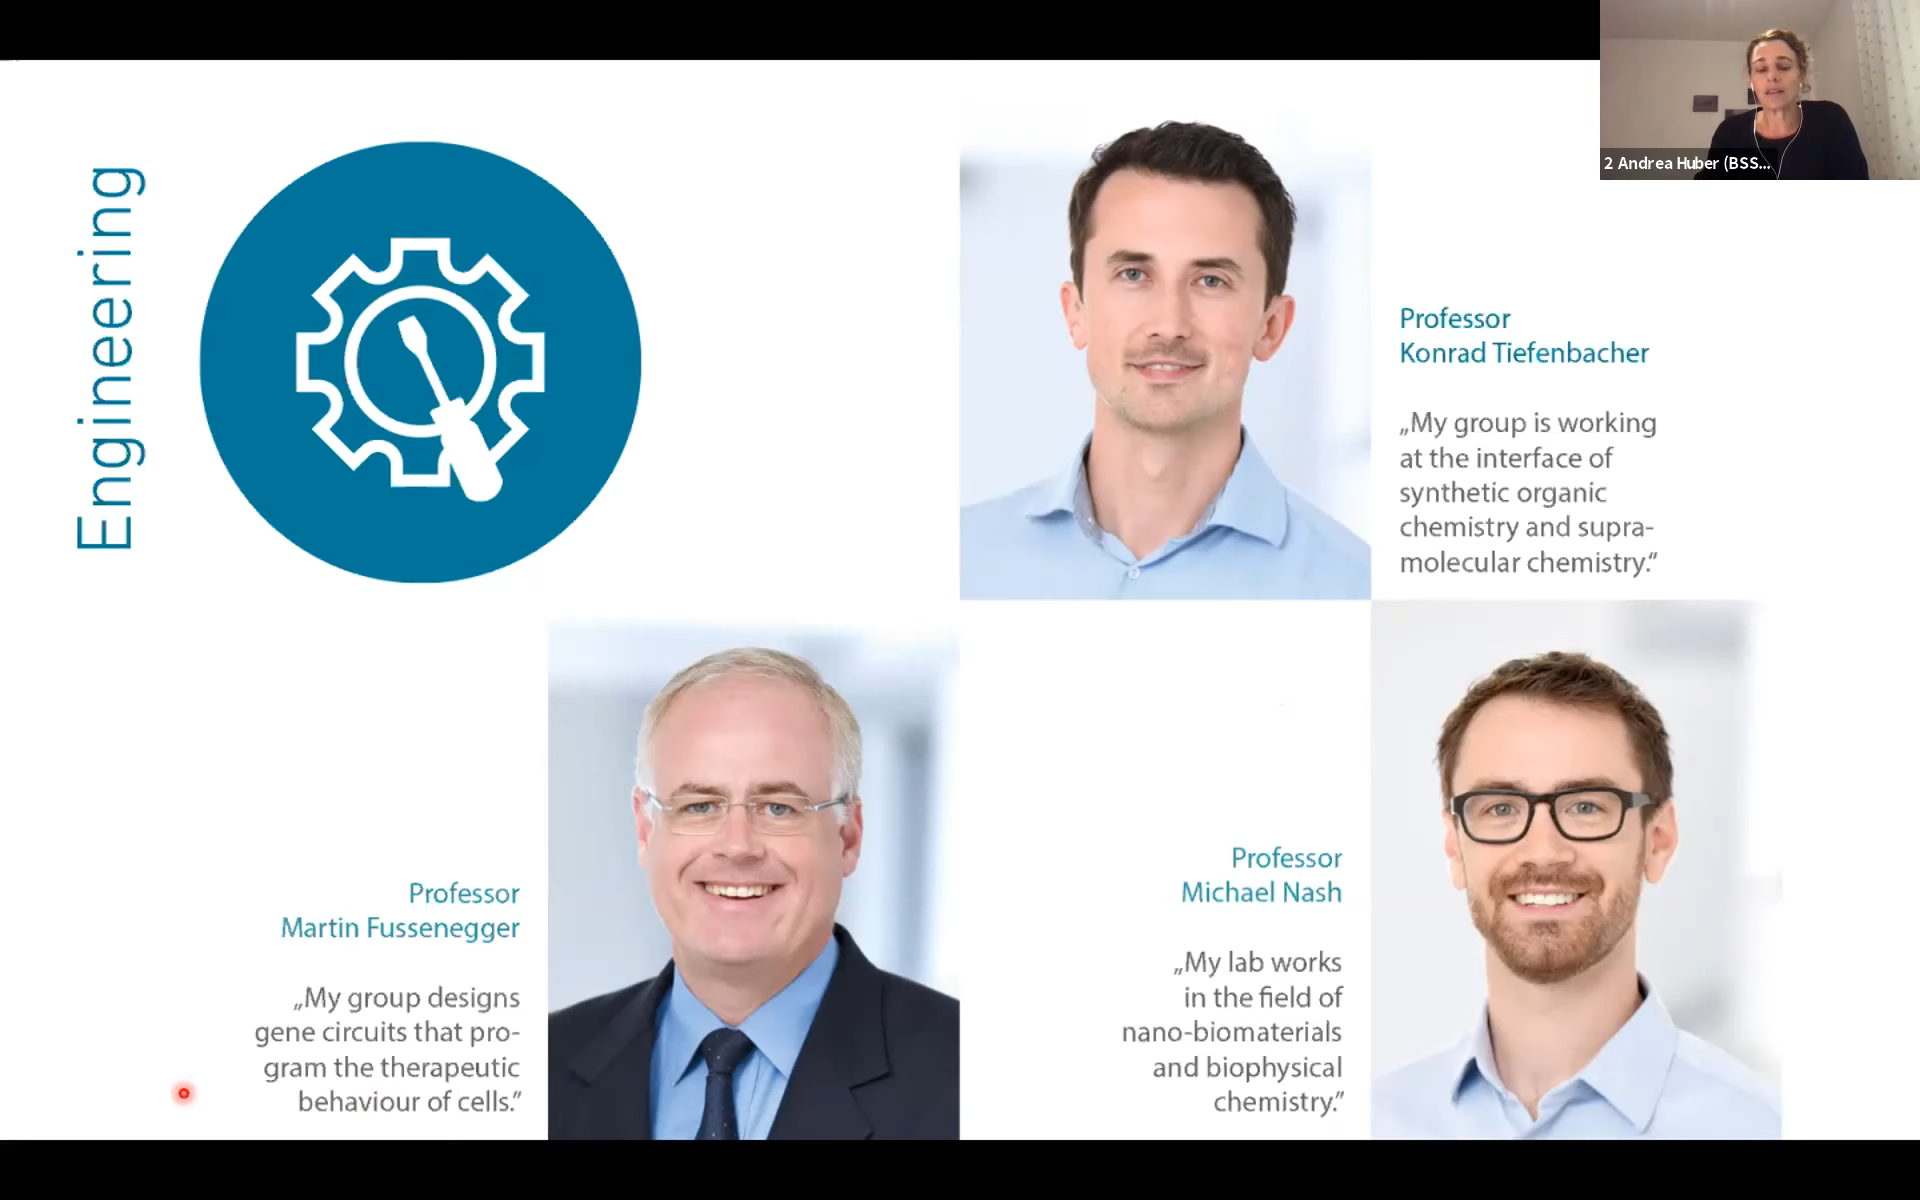 2 Andrea Huber (BSS...
Engineering
Professor
Konrad Tiefenbacher
„My group is working
at the interface of
synthetic organic
chemistry and supra-
molecular chemistry.“
Professor
Martin Fussenegger
„My group designs
gene circuits that pro-
gram the therapeutic
behaviour of cells.“
Professor
Michael Nash
„My lab works
in the field of
nano-biomaterials
and biophysical
chemistry.“